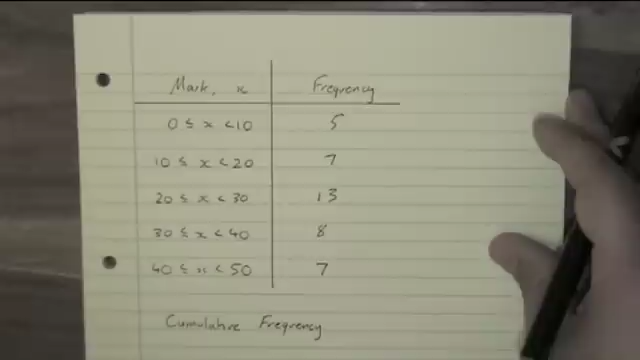 Mark, x Frequency
0 ≤ x < 10 5
10 ≤ x < 20 7
20 ≤ x < 30 13
30 ≤ x < 40 8
40 ≤ x < 50 7
Cumulative Frequency